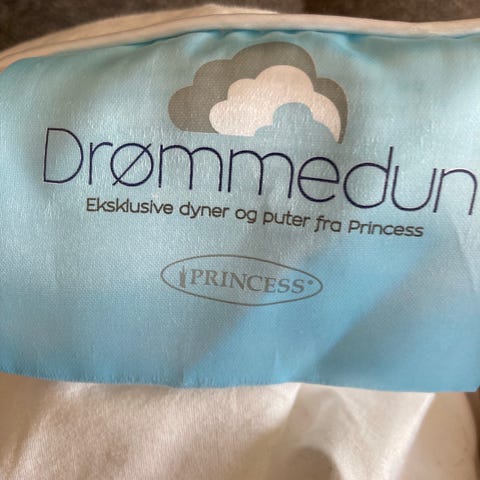 Drømmedun
Eksklusive dyner og puter fra Princess
PRINCESS®